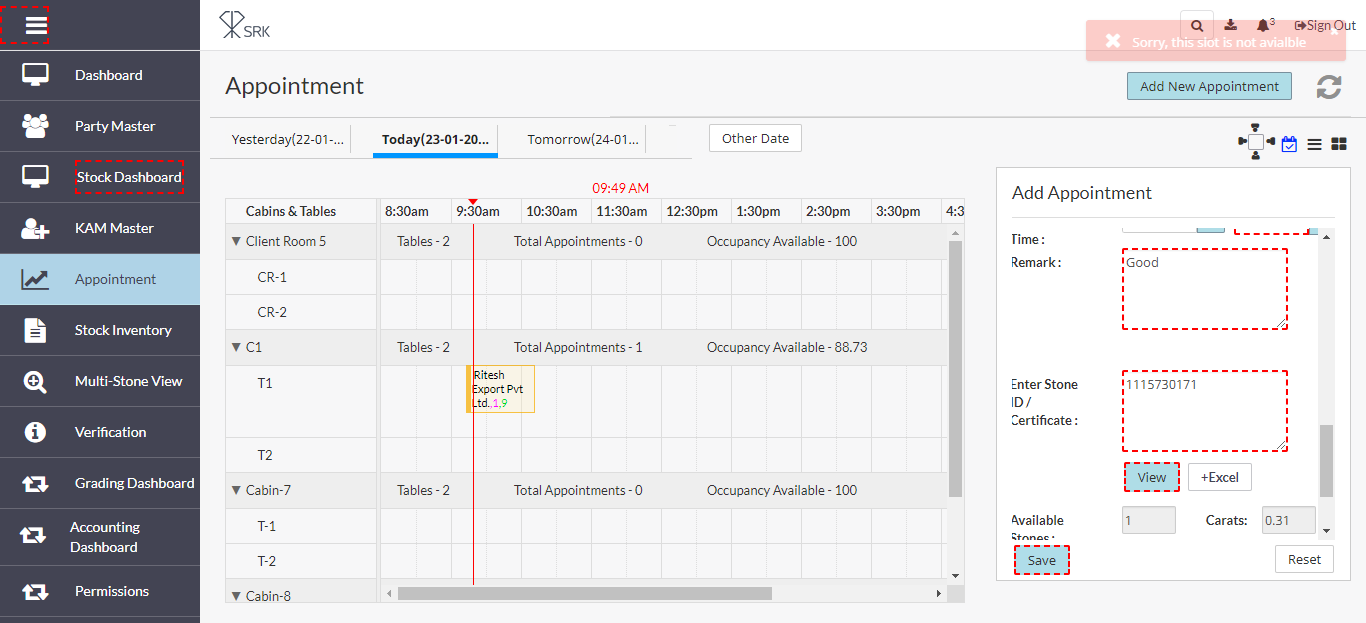 SRK
3
Sign Out
Sorry, this slot is not avialble
Dashboard
Party Master
Stock Dashboard
KAM Master
Appointment
Stock Inventory
Multi-Stone View
Verification
Grading Dashboard
Accounting
Dashboard
Permissions
Appointment
Add New Appointment
Yesterday(22-01-...
Today(23-01-20...
Tomorrow(24-01...
Other Date
09:49 AM
Cabins & Tables
8:30am 9:30am 10:30am 11:30am 12:30pm 1:30pm 2:30pm 3:30pm 4:3
Client Room 5 Tables - 2 Total Appointments - 0 Occupancy Available - 100
CR-1
CR-2
C1 Tables - 2 Total Appointments - 1 Occupancy Available - 88.73
T1
Ritesh
Export Pvt
Ltd.,1,9
T2
Cabin-7 Tables - 2 Total Appointments - 0 Occupancy Available - 100
T-1
T-2
Cabin-8
Add Appointment
Time :
Remark :
Good
Enter Stone
ID /
Certificate :
1115730171
View
+Excel
Available
Stones :
1
Carats:
0.31
Save
Reset